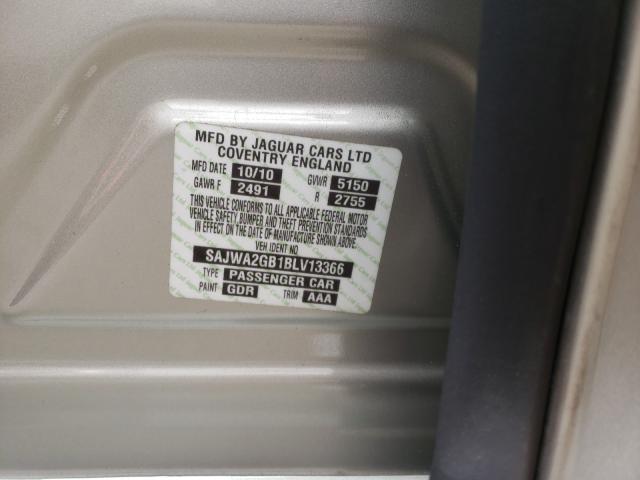 MFD BY JAGUAR CARS LTD
COVENTRY ENGLAND
MFD DATE 10/10 GVWR 5150
GAWR F 2491 R 2755
THIS VEHICLE CONFORMS TO ALL APPLICABLE FEDERAL MOTOR
VEHICLE SAFETY BUMPER AND THEFT PREVENTION STANDARDS
IN EFFECT ON THE DATE OF MANUFACTURE SHOWN ABOVE.
VEH IDENT NO
SAJWA2GB1BLV13366
TYPE PASSENGER CAR
PAINT GDR TRIM AAA